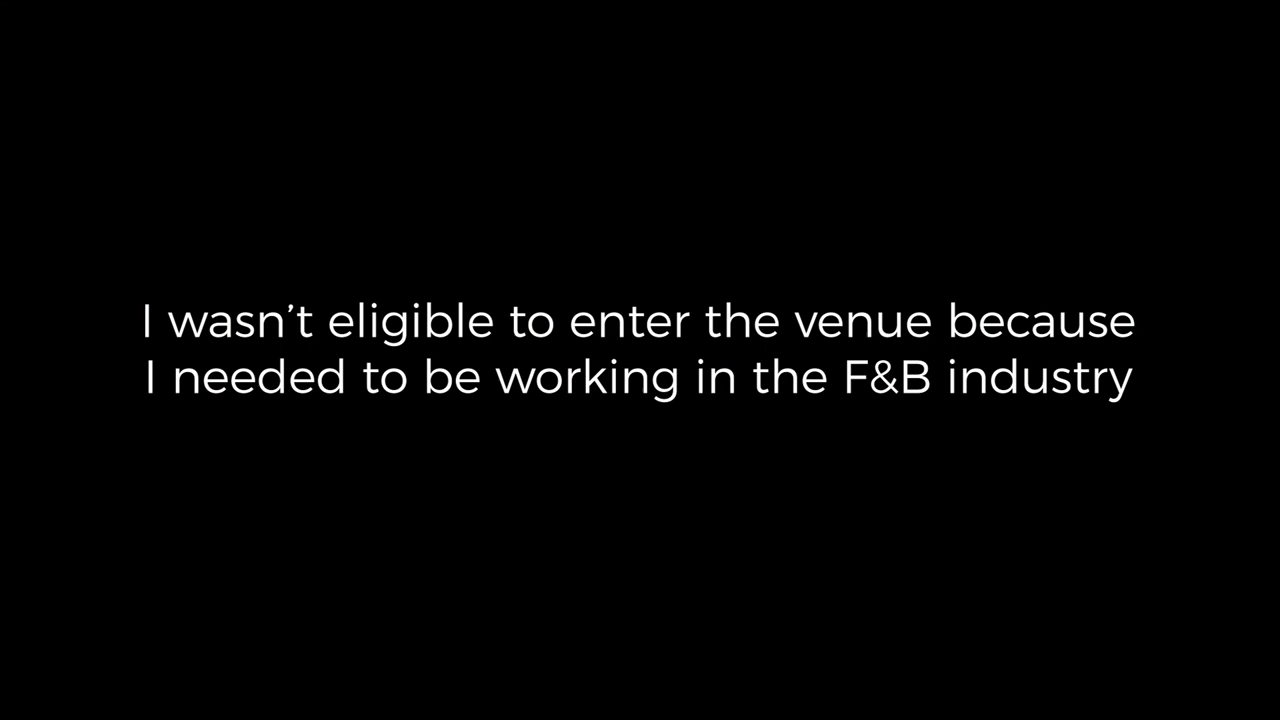 I wasn’t eligible to enter the venue because
I needed to be working in the F&B industry